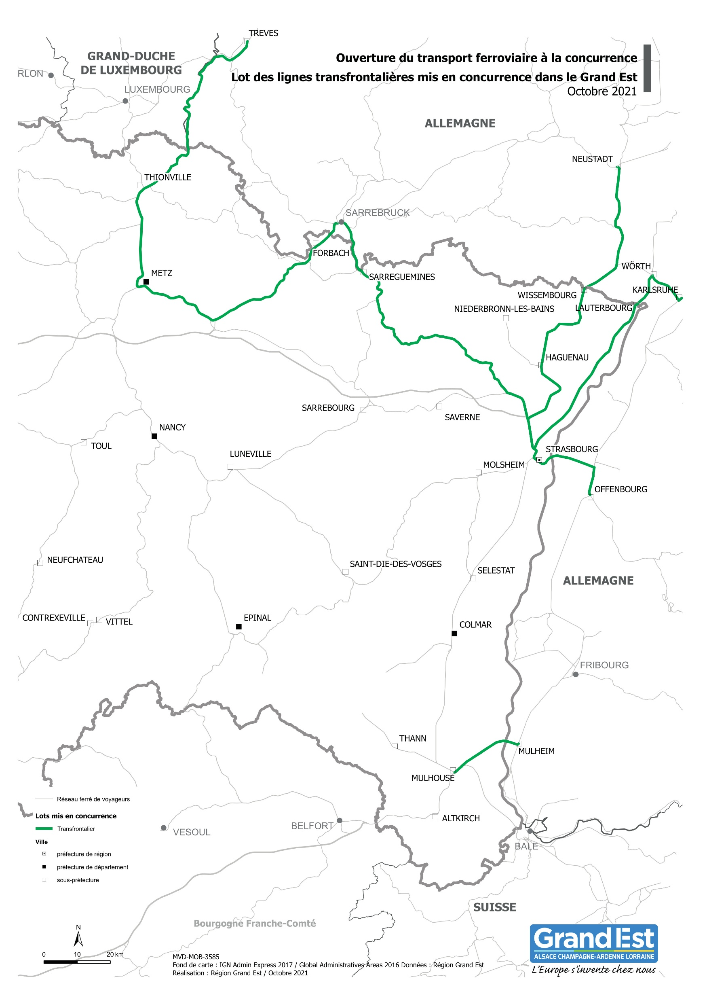 TREVES
GRAND-DUCHE
DE LUXEMBOURG
Ouverture du transport ferroviaire à la concurrence
RLON
Lot des lignes transfrontalières mis en concurrence dans le Grand Est
LUXEMBOURG
Octobre 2021
ALLEMAGNE
NEUSTADT
THIONVILLE
SARREBRUCK
FORBACH
WÖRTH
METZ
SARREGUEMINES
KARLSRUHE
WISSEMBOURG
LAUTERBOURG
NIEDERBRONN-LES-BAINS
HAGUENAU
SARREBOURG
SAVERNE
NANCY
TOUL
STRASBOURG
LUNEVILLE
MOLSHEIM
OFFENBOURG
NEUFCHATEAU
SAINT-DIE-DES-VOSGES
SELESTAT
ALLEMAGNE
CONTREXEVILLE
VITTEL
EPINAL
COLMAR
FRIBOURG
THANN
MULHEIM
MULHOUSE
ALTKIRCH
BELFORT
VESOUL
BALE
Réseau ferré de voyageurs
Lots mis en concurrence
Transfrontalier
Ville
préfecture de région
préfecture de département
sous-préfecture
SUISSE
Bourgogne Franche-Comté
N
0 10 20 km
MVD-MOB-3585
Fond de carte : IGN Admin Express 2017 / Global Administratives Areas 2016 Données : Région Grand Est
Réalisation : Région Grand Est / Octobre 2021
Grand Est
ALSACE CHAMPAGNE-ARDENNE LORRAINE
L'Europe s'invente chez nous